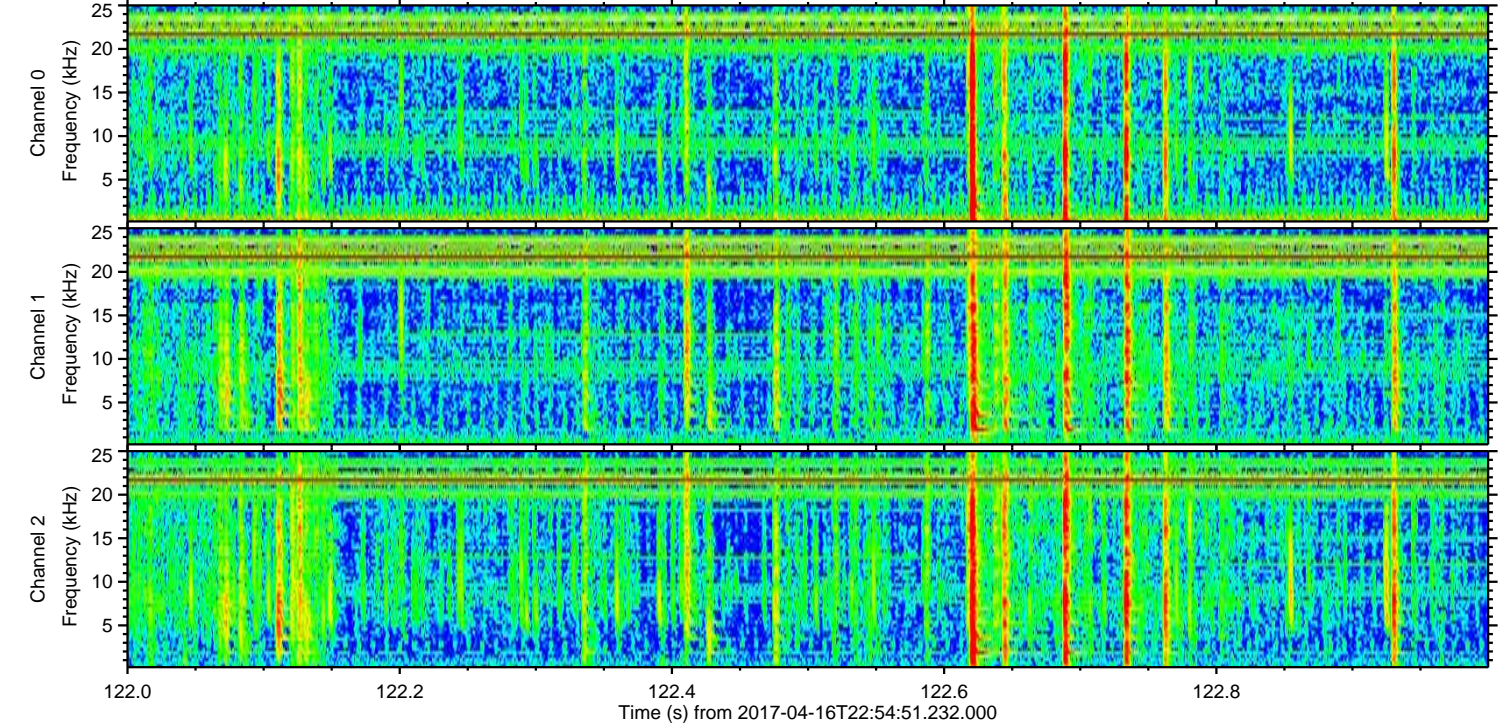 Channel 0
Frequency (kHz)
25
20
15
10
5
Channel 1
Frequency (kHz)
25
20
15
10
5
Channel 2
Frequency (kHz)
25
20
15
10
5
122.0 122.2 122.4 122.6 122.8
Time (s) from 2017-04-16T22:54:51.232.000